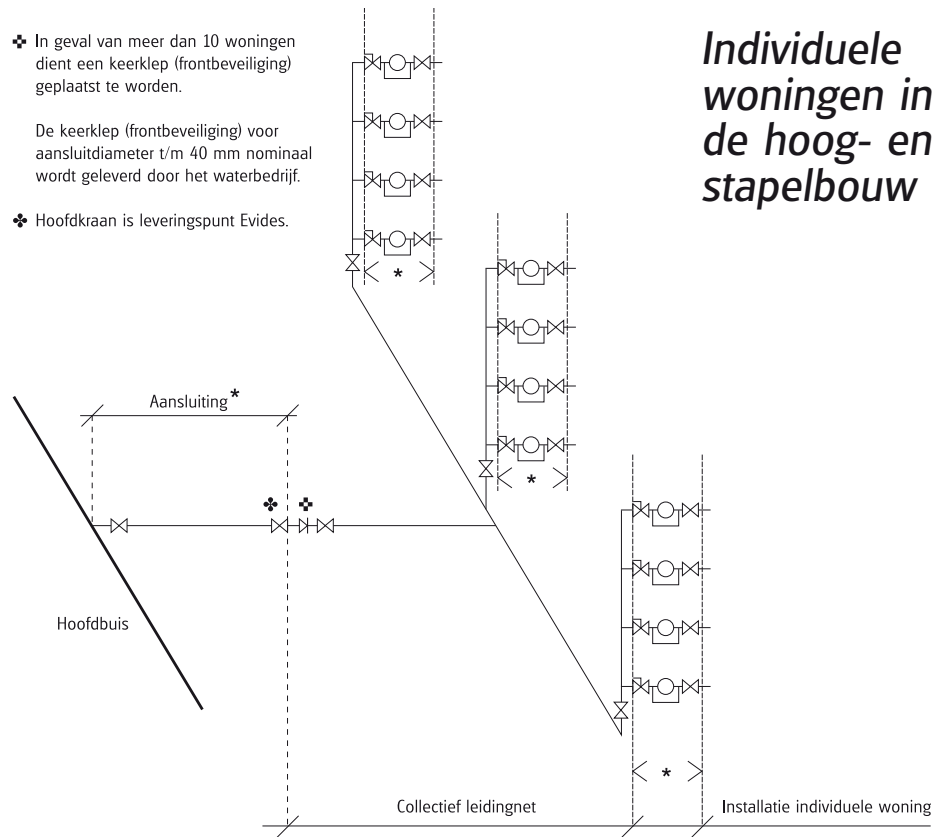 ✤ In geval van meer dan 10 woningen
dient een keerklep (frontbeveiliging)
geplaatst te worden.
De keerklep (frontbeveiliging) voor
aansluitdiameter t/m 40 mm nominaal
wordt geleverd door het waterbedrijf.
✤ Hoofdkraan is leveringspunt Evides.
Individuele
woningen in
de hoog- en
stapelbouw
*
*
Aansluiting *
Hoofdbuis
*
Collectief leidingnet
Installatie individuele woning